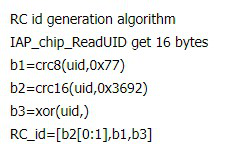 RC id generation algorithm
IAP_chip_ReadUID get 16 bytes
b1=crc8(uid,0x77)
b2=crc16(uid,0x3692)
b3=xor(uid,)
RC_id=[b2[0:1],b1,b3]